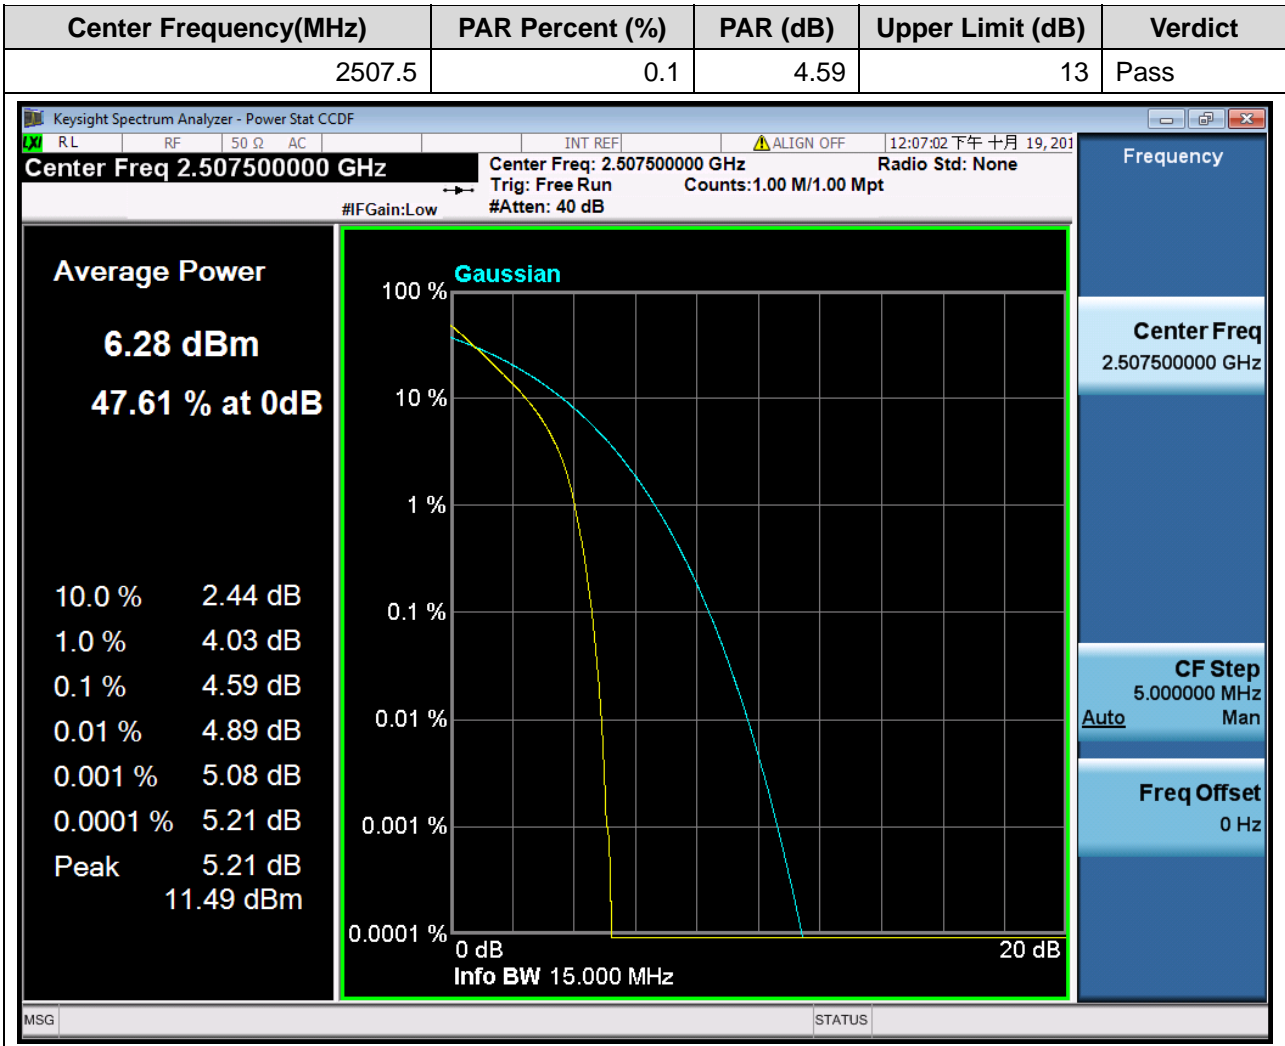 Center Frequency(MHz) PAR Percent (%) PAR (dB) Upper Limit (dB) Verdict
2507.5 0.1 4.59 13 Pass
Keysight Spectrum Analyzer - Power Stat CCDF
LXI RL RF 50 Ω AC INT REF ALIGN OFF 12:07:02 下午 十月 19, 201
Center Freq 2.507500000 GHz
#IFGain:Low
Center Freq: 2.507500000 GHz Radio Std: None
Trig: Free Run Counts:1.00 M/1.00 Mpt
#Atten: 40 dB
Average Power
6.28 dBm
47.61 % at 0dB
10.0 % 2.44 dB
1.0 % 4.03 dB
0.1 % 4.59 dB
0.01 % 4.89 dB
0.001 % 5.08 dB
0.0001 % 5.21 dB
Peak 5.21 dB
11.49 dBm
Gaussian
100 %
10 %
1 %
0.1 %
0.01 %
0.001 %
0.0001 %
0 dB 20 dB
Info BW 15.000 MHz
Frequency
Center Freq
2.507500000 GHz
CF Step
5.000000 MHz
Auto Man
Freq Offset
0 Hz
MSG STATUS